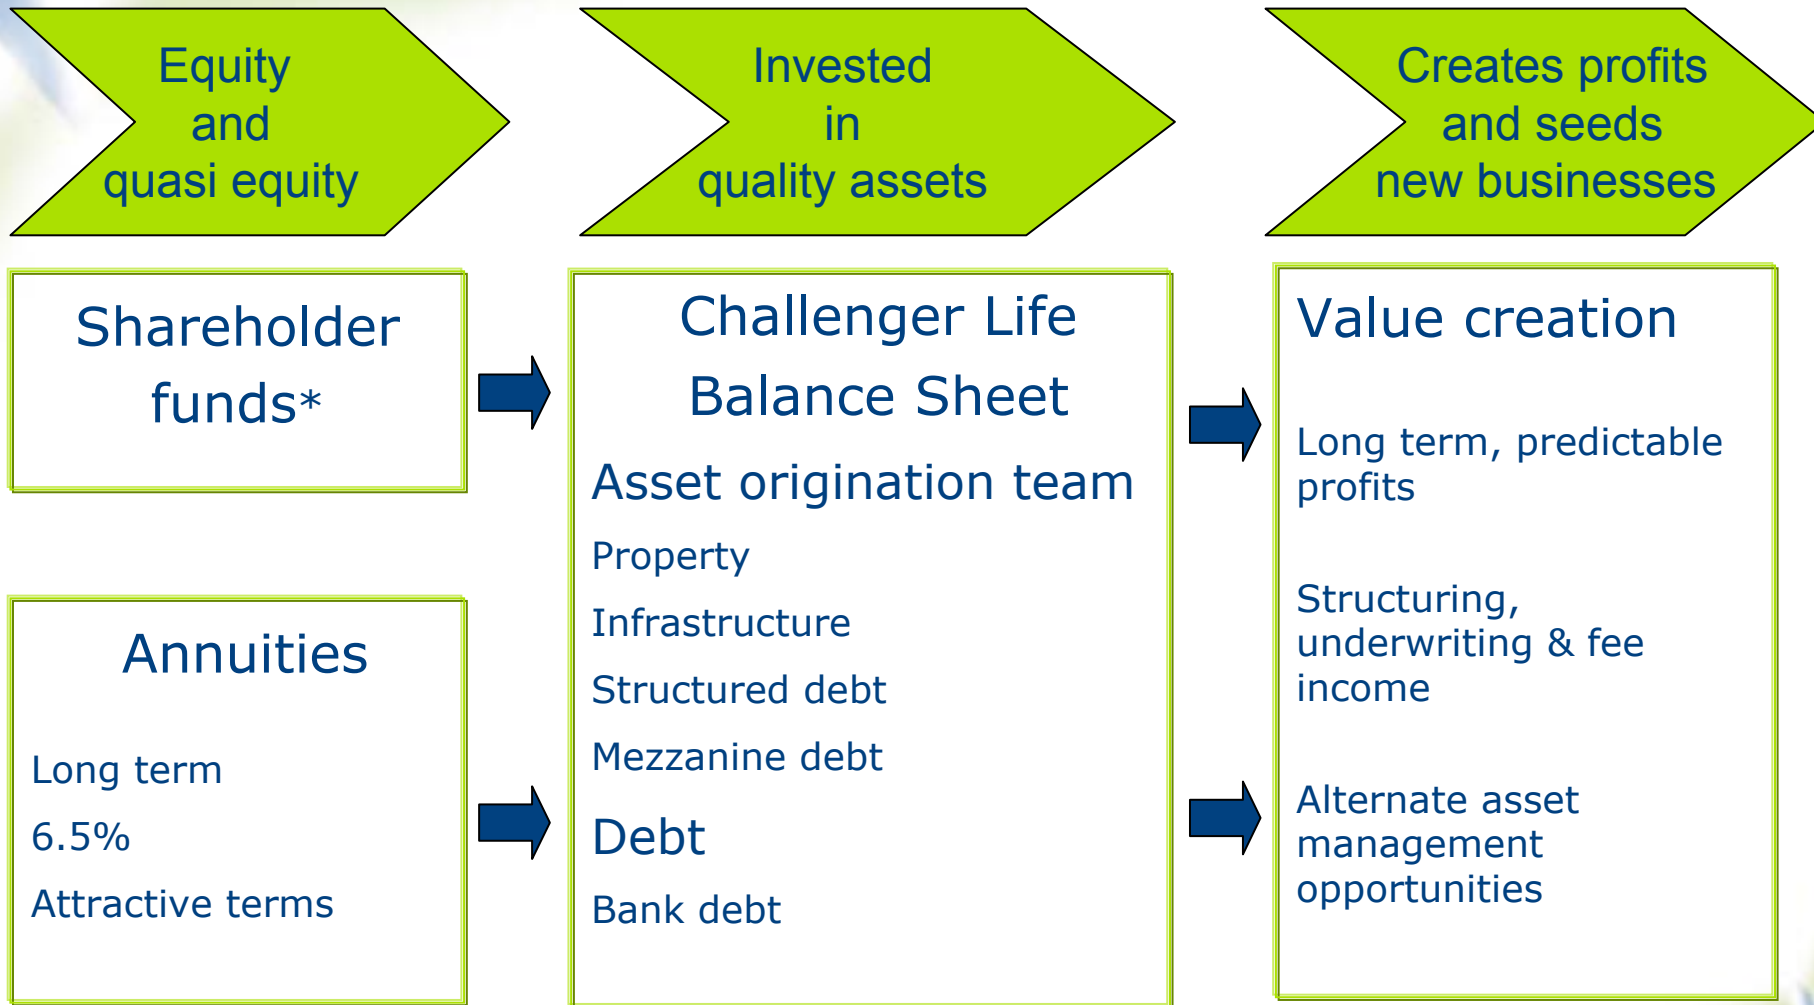 Equity
and
quasi equity
Invested
in
quality assets
Creates profits
and seeds
new businesses
Shareholder
funds*
Annuities
Long term
6.5%
Attractive terms
Challenger Life
Balance Sheet
Asset origination team
Property
Infrastructure
Structured debt
Mezzanine debt
Debt
Bank debt
Value creation
Long term, predictable
profits
Structuring,
underwriting & fee
income
Alternate asset
management
opportunities